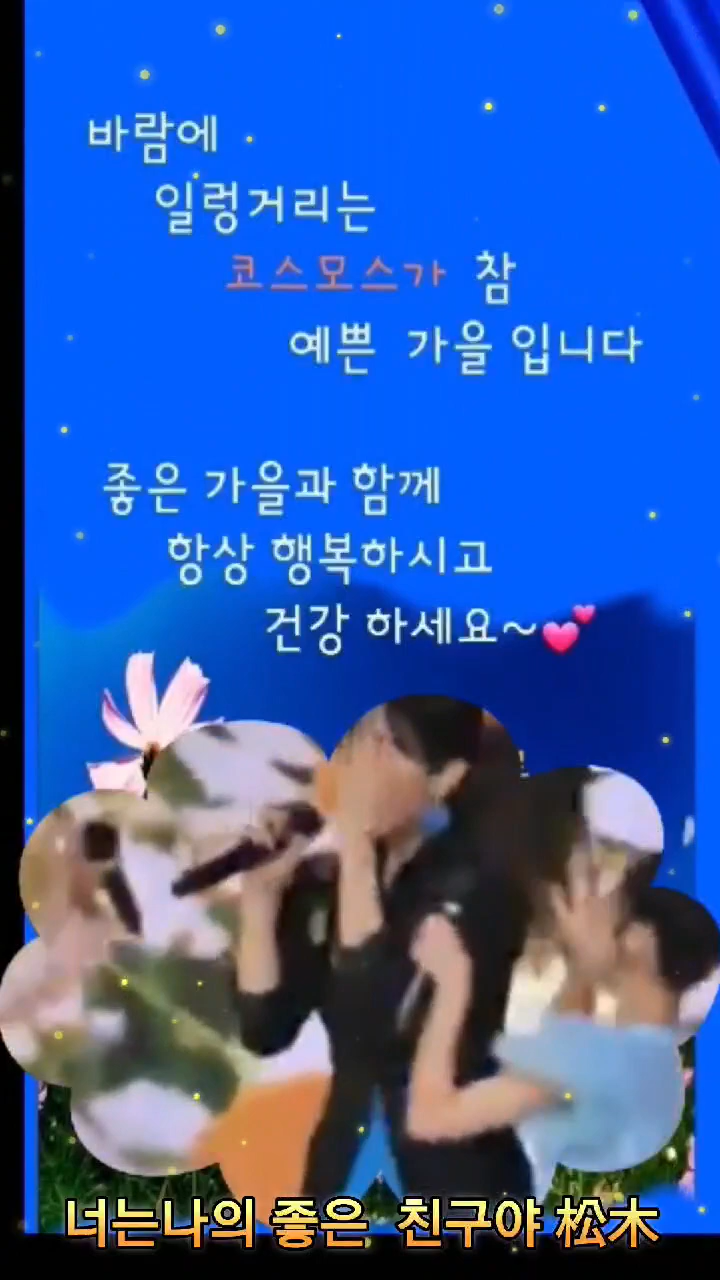 바람에
일렁거리는
코스모스가 참
예쁜 가을 입니다
좋은 가을과 함께
항상 행복하시고
건강 하세요~💕
너는나의 좋은 친구야 松木